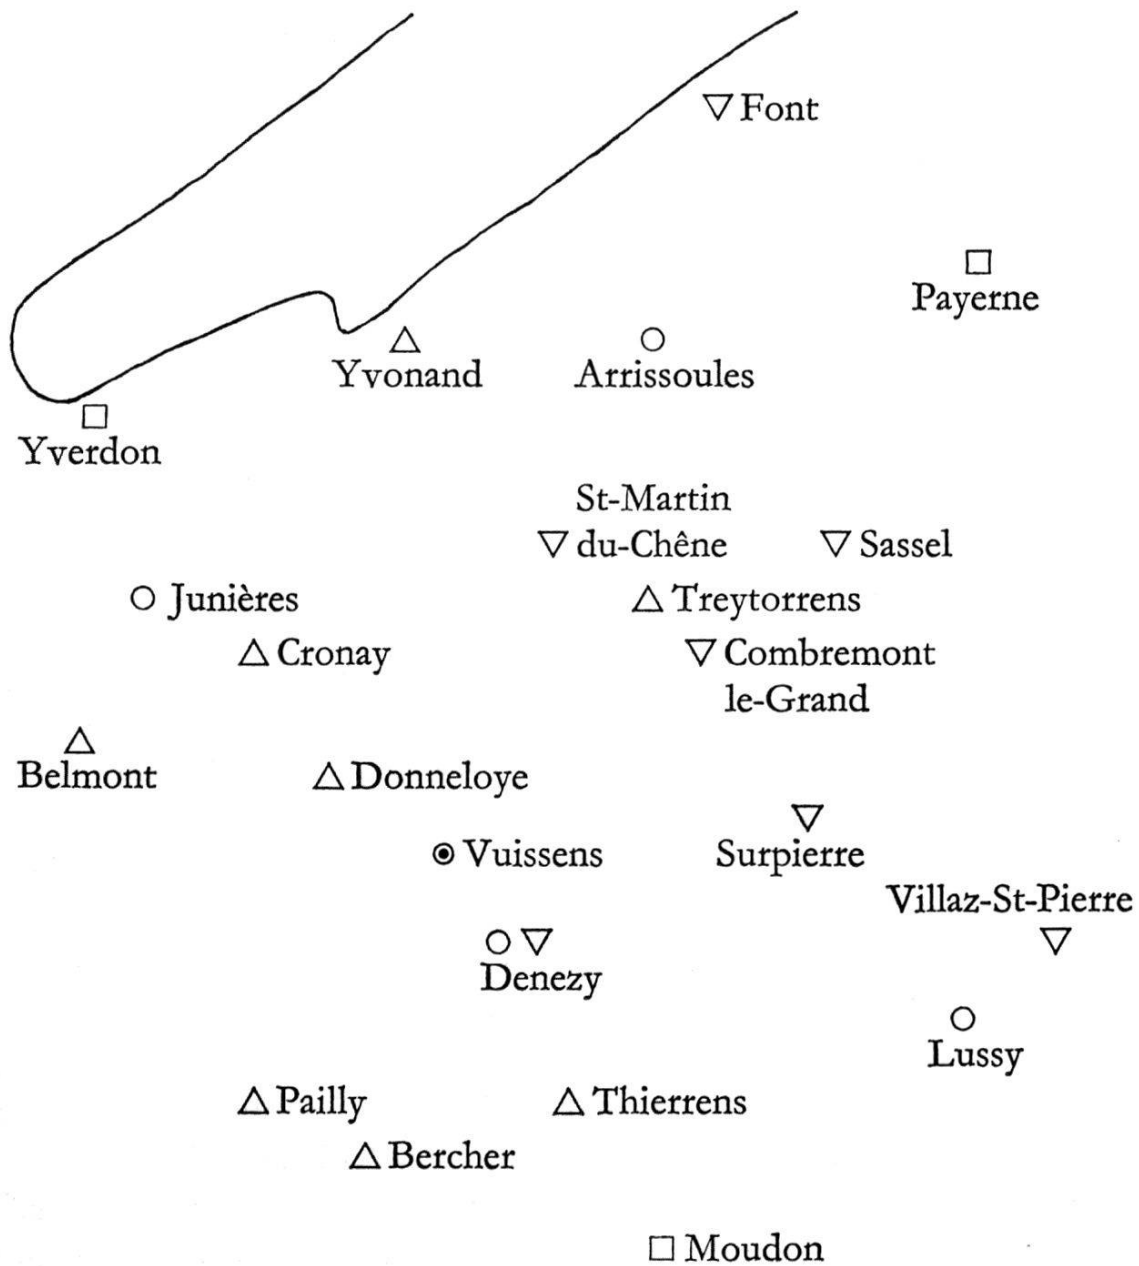 Font
Payerne
Yvonand
Arrissoules
Yverdon
St-Martin
du-Chêne
Sassel
Junières
Treytorrens
Cronay
Combremont
le-Grand
Belmont
Donneloye
Vuissens
Surpierre
Villaz-St-Pierre
Denezy
Lussy
Pailly
Thierrens
Bercher
Moudon